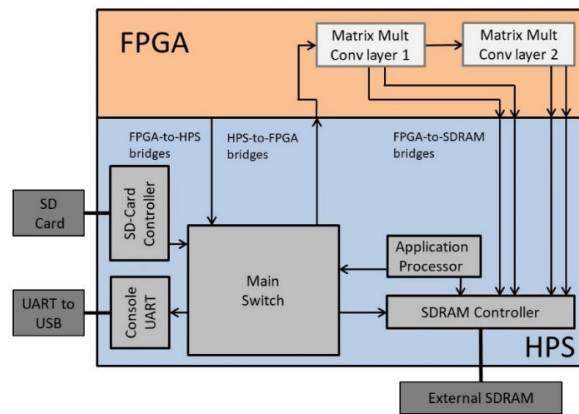 FPGA
Matrix Mult
Conv layer 1
Matrix Mult
Conv layer 2
FPGA-to-HPS
bridges
HPS-to-FPGA
bridges
FPGA-to-SDRAM
bridges
SD
Card
SD-Card
Controller
Application
Processor
Main
Switch
UART to
USB
Console
UART
SDRAM Controller
HPS
External SDRAM